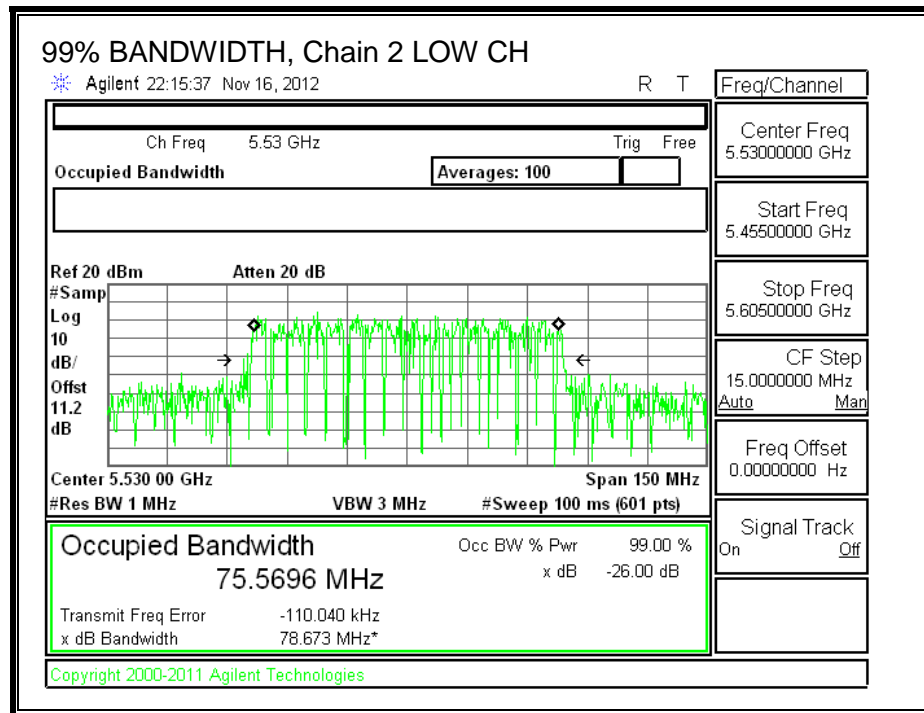 99% BANDWIDTH, Chain 2 LOW CH
Agilent 22:15:37 Nov 16, 2012 R T
Freq/Channel
Ch Freq 5.53 GHz Trig Free
Occupied Bandwidth Averages: 100
Center Freq
5.53000000 GHz
Start Freq
5.45500000 GHz
Stop Freq
5.60500000 GHz
CF Step
15.0000000 MHz
Auto Man
Freq Offset
0.00000000 Hz
Signal Track
On Off
Ref 20 dBm Atten 20 dB
#Samp
Log
10
dB/
Offst
11.2
dB
Center 5.530 00 GHz Span 150 MHz
#Res BW 1 MHz VBW 3 MHz #Sweep 100 ms (601 pts)
Occupied Bandwidth Occ BW % Pwr 99.00 %
75.5696 MHz x dB -26.00 dB
Transmit Freq Error -110.040 kHz
x dB Bandwidth 78.673 MHz*
Copyright 2000-2011 Agilent Technologies